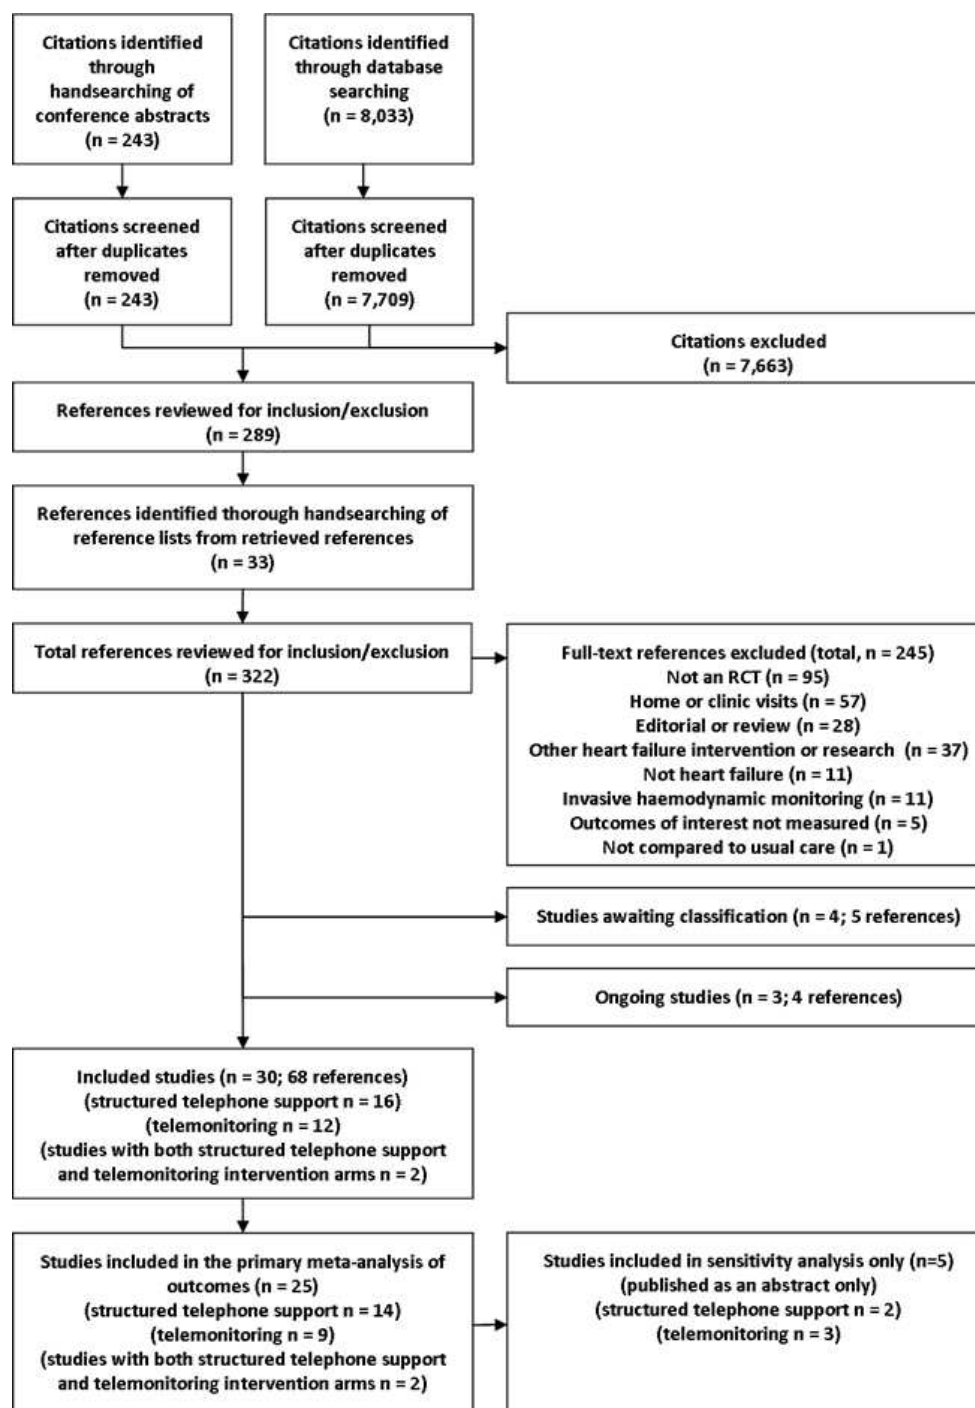 Citations identified
through
handsearching of
conference abstracts
(n = 243)
Citations identified
through database
searching
(n = 8,033)
Citations screened
after duplicates
removed
(n = 243)
Citations screened
after duplicates
removed
(n = 7,709)
Citations excluded
(n = 7,663)
References reviewed for inclusion/exclusion
(n = 289)
References identified thorough handsearching of
reference lists from retrieved references
(n = 33)
Total references reviewed for inclusion/exclusion
(n = 322)
Full-text references excluded (total, n = 245)
Not an RCT (n = 95)
Home or clinic visits (n = 57)
Editorial or review (n = 28)
Other heart failure intervention or research (n = 37)
Not heart failure (n = 11)
Invasive haemodynamic monitoring (n = 11)
Outcomes of interest not measured (n = 5)
Not compared to usual care (n = 1)
Studies awaiting classification (n = 4; 5 references)
Ongoing studies (n = 3; 4 references)
Included studies (n = 30; 68 references)
(structured telephone support n = 16)
(telemonitoring n = 12)
(studies with both structured telephone support
and telemonitoring intervention arms n = 2)
Studies included in the primary meta-analysis of
outcomes (n = 25)
(structured telephone support n = 14)
(telemonitoring n = 9)
(studies with both structured telephone support
and telemonitoring intervention arms n = 2)
Studies included in sensitivity analysis only (n=5)
(published as an abstract only)
(structured telephone support n = 2)
(telemonitoring n = 3)